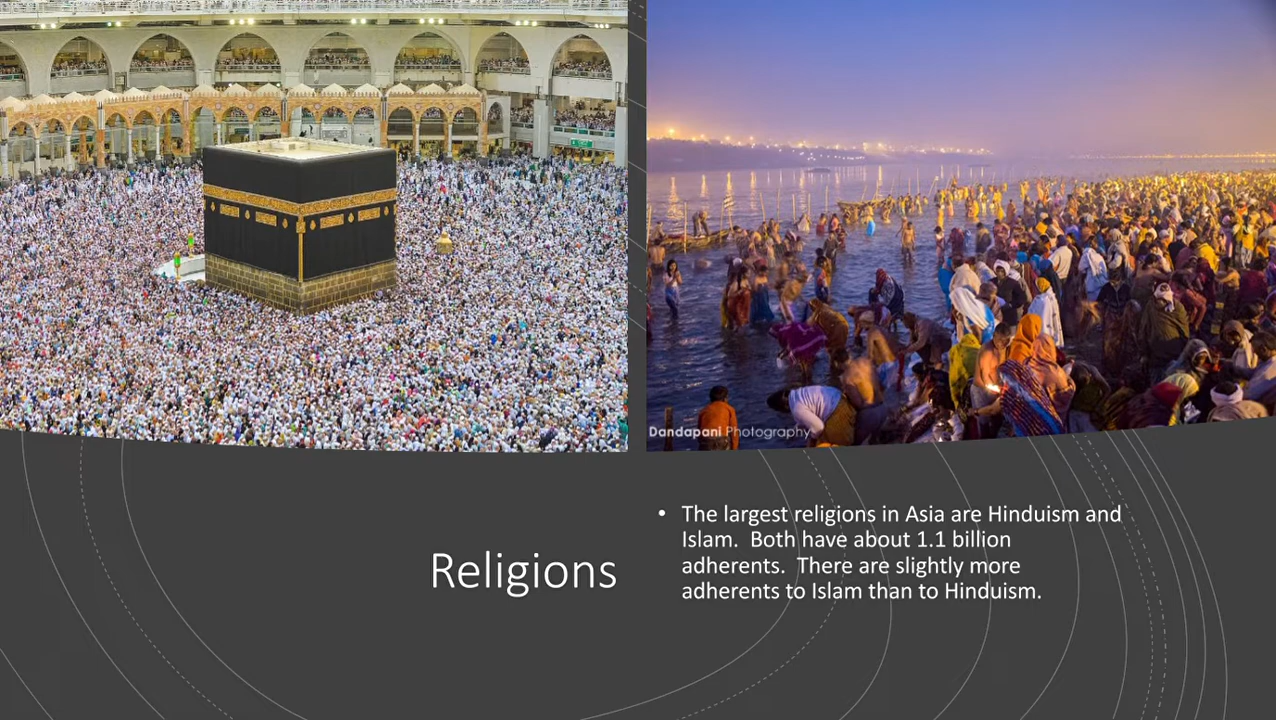 Dandapani Photography
Religions
• The largest religions in Asia are Hinduism and
Islam.  Both have about 1.1 billion
adherents.  There are slightly more
adherents to Islam than to Hinduism.